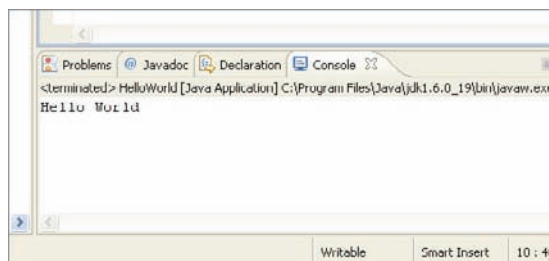 Problems @ Javadoc Declaration Console
<terminated> HelloWorld [Java Application] C:\Program Files\Java\jdk1.6.0_19\bin\javaw.exe
Hello World
Writable Smart Insert 10 : 4